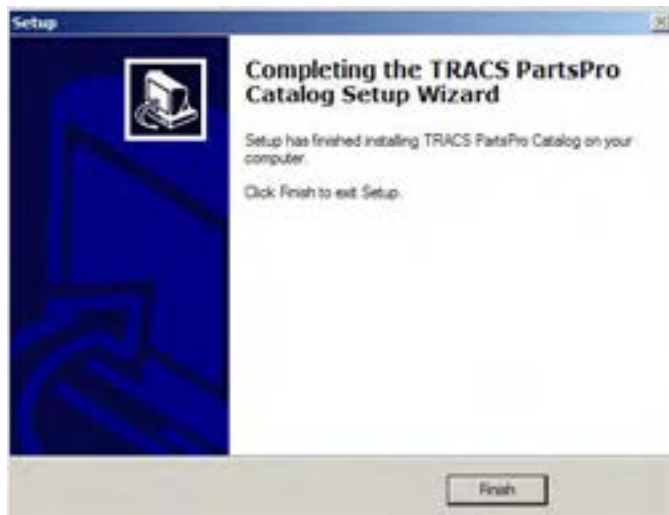 Setup
Completing the TRACS PartsPro
Catalog Setup Wizard
Setup has finished installing TRACS PartsPro Catalog on your
computer.
Click Finish to exit Setup.
Finish